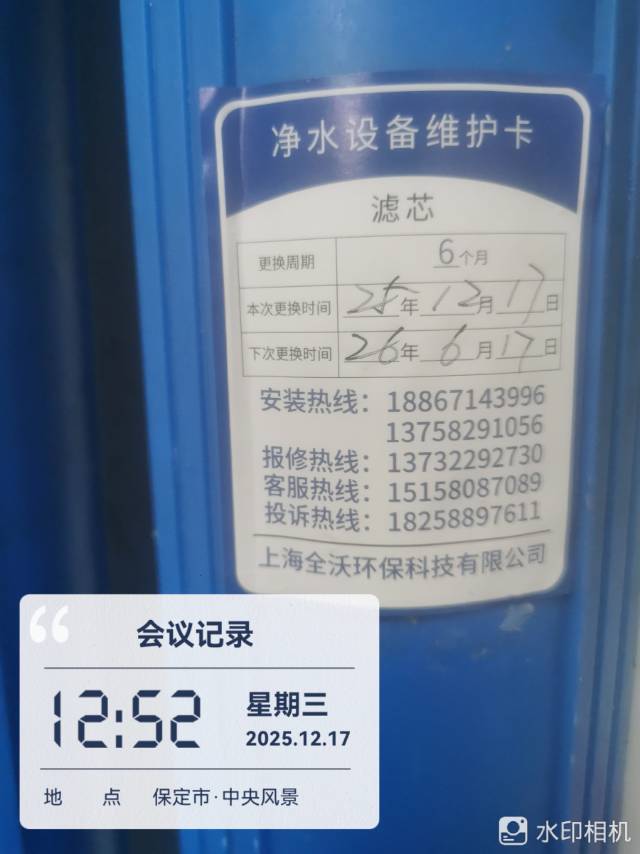 净水设备维护卡
滤芯
更换周期 6个月
本次更换时间 25年12月17日
下次更换时间 26年6月17日
安装热线：18867143996
13758291056
报修热线：13732292730
客服热线：15158087089
投诉热线：18258897611
上海全沃环保科技有限公司
会议记录
12:52
星期三
2025.12.17
地 点 保定市·中央风景
水印相机